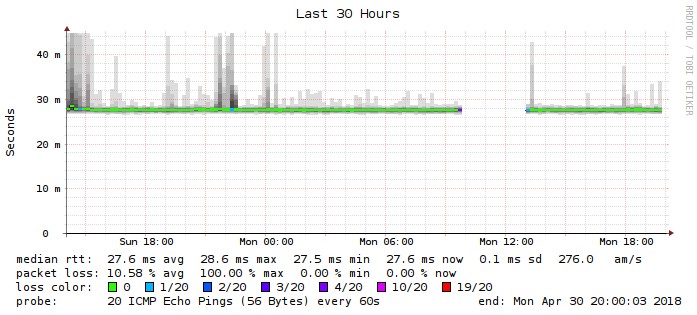 Last 30 Hours
RRDTOOL / TOBI OETIKER
Seconds
40 m
30 m
20 m
10 m
0
Sun 18:00 Mon 00:00 Mon 06:00 Mon 12:00 Mon 18:00
median rtt: 27.6 ms avg 28.6 ms max 27.5 ms min 27.6 ms now 0.1 ms sd 276.0 am/s
packet loss: 10.58 % avg 100.00 % max 0.00 % min 0.00 % now
loss color: 0 1/20 2/20 3/20 4/20 10/20 19/20
probe: 20 ICMP Echo Pings (56 Bytes) every 60s end: Mon Apr 30 20:00:03 2018